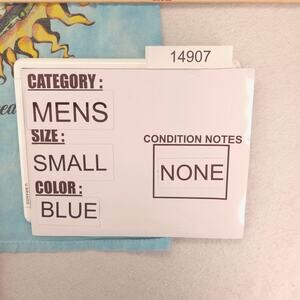 14907
CATEGORY :
MENS
SIZE :
SMALL
COLOR :
BLUE
CONDITION NOTES
NONE